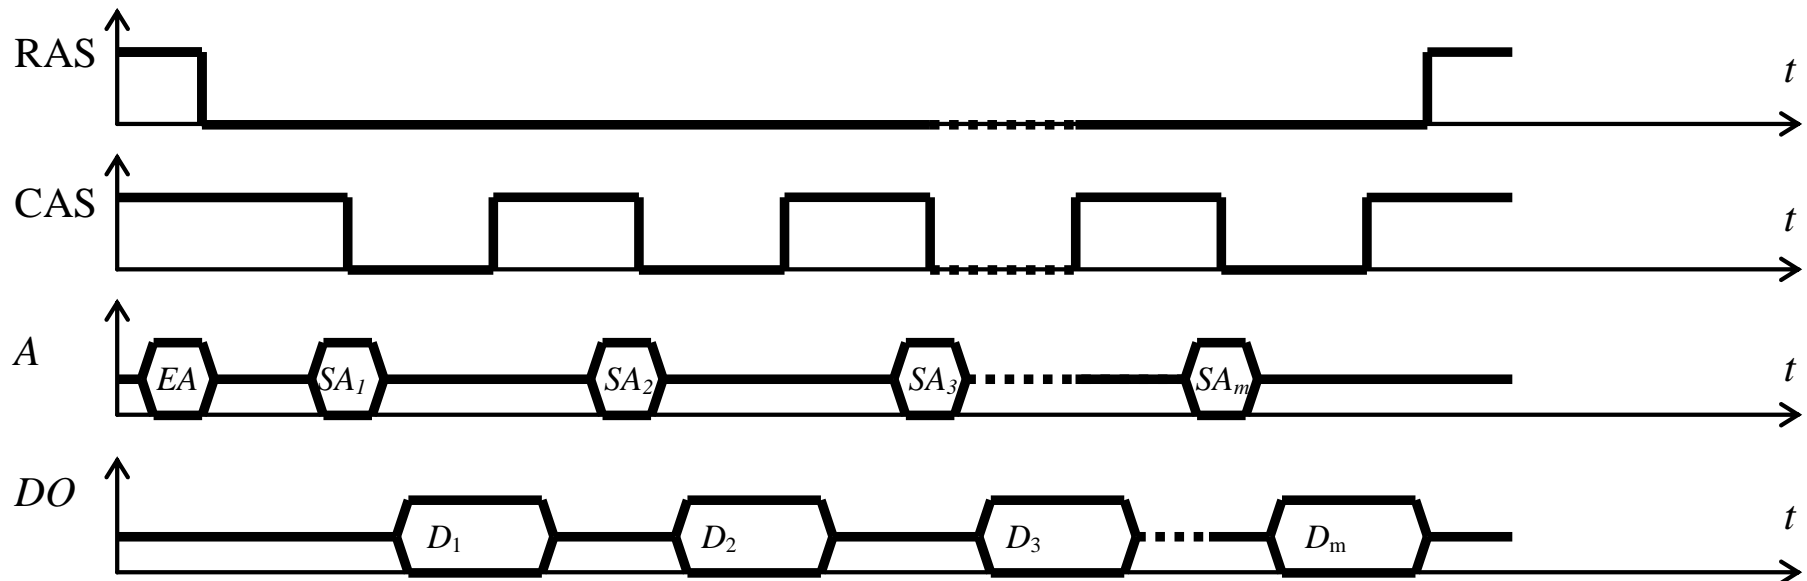 RAS t
CAS t
A EA SA₁ SA₂ SA₃ SAₘ t
DO D₁ D₂ D₃ Dₘ t